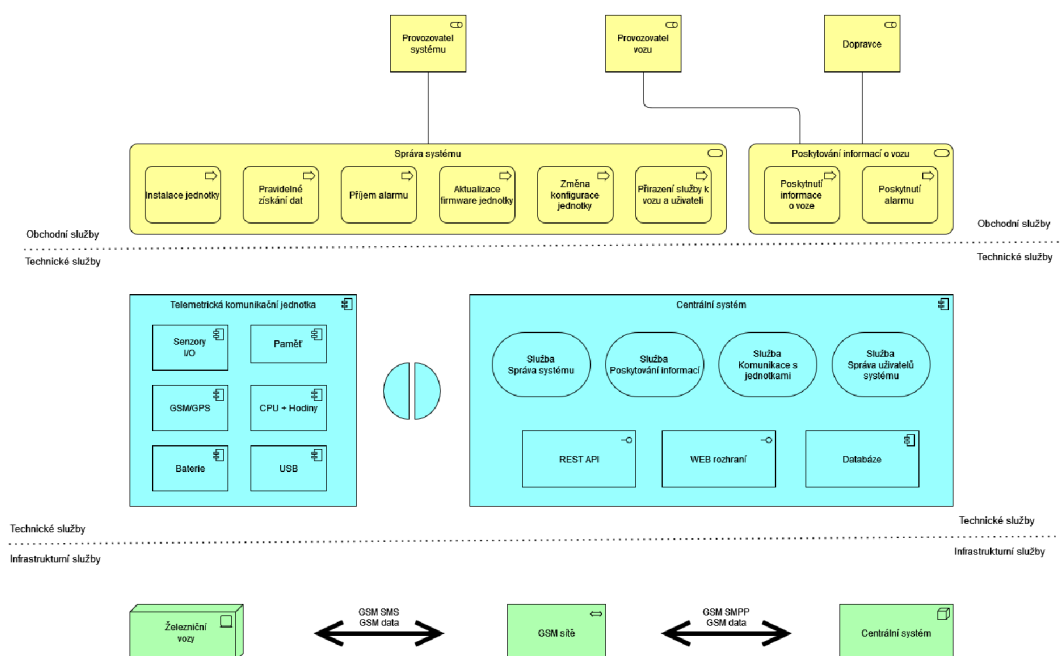 Provozovatel
systému
Provozovatel
vozu
Dopravce
Správa systému
Instalace jednotky
Pravidelné
získání dat
Příjem alarmu
Aktualizace
firmware jednotky
Změna
konfigurace
jednotky
Přirazení služby k
vozu a uživateli
Poskytování informací o vozu
Poskytnutí
informace
o voze
Poskytnutí
alarmu
Obchodní služby
Obchodní služby
Technické služby
Technické služby
Telemetrická komunikační jednotka
Senzory
I/O
Paměť
GSM/GPS
CPU + Hodiny
Baterie
USB
Centrální systém
Služba
Správa systému
Služba
Poskytování informací
Služba
Komunikace s
jednotkami
Služba
Správa uživatelů
systému
REST API
WEB rozhraní
Databáze
Technické služby
Technické služby
Infrastrukturní služby
Infrastrukturní služby
Železniční
vozy
GSM SMS
GSM data
GSM sítě
GSM SMPP
GSM data
Centrální systém